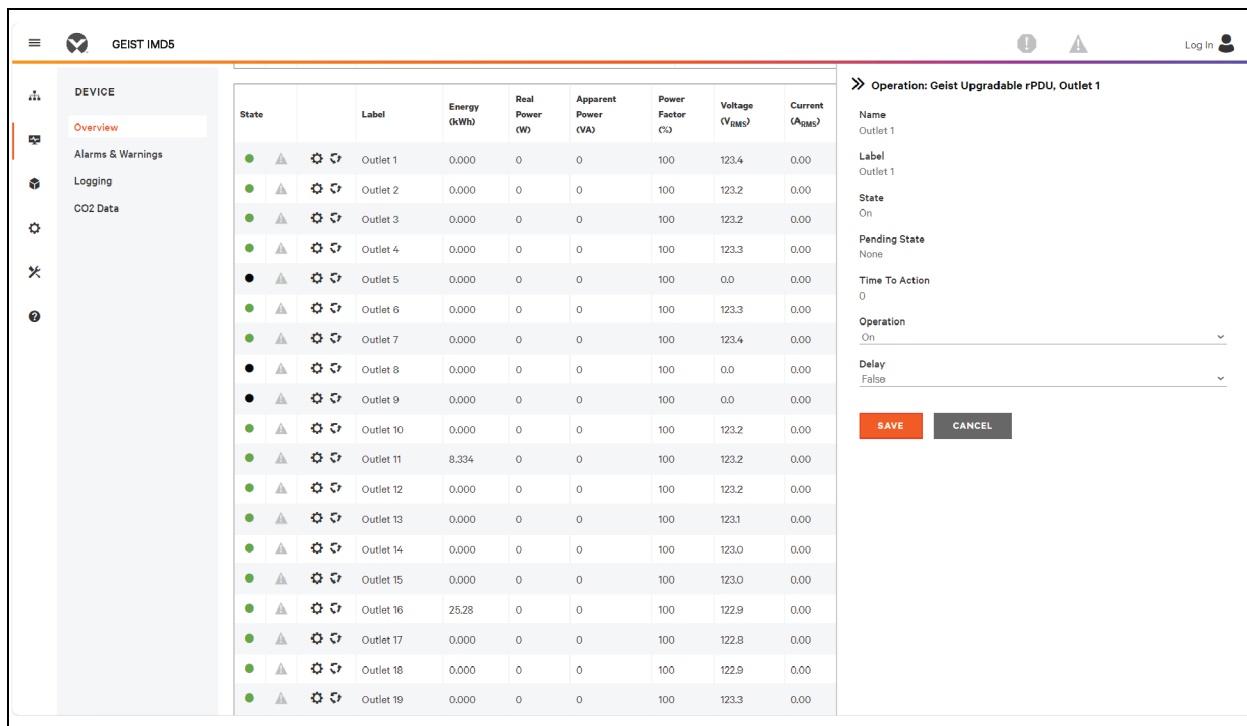 GEIST IMD5
Log In
DEVICE
Overview
Alarms & Warnings
Logging
CO2 Data
State Label Energy (kWh) Real Power (W) Apparent Power (VA) Power Factor (%) Voltage (VRMS) Current (ARMS)
Outlet 1 0.000 0 0 100 123.4 0.00
Outlet 2 0.000 0 0 100 123.2 0.00
Outlet 3 0.000 0 0 100 123.2 0.00
Outlet 4 0.000 0 0 100 123.3 0.00
Outlet 5 0.000 0 0 100 0.0 0.00
Outlet 6 0.000 0 0 100 123.3 0.00
Outlet 7 0.000 0 0 100 123.4 0.00
Outlet 8 0.000 0 0 100 0.0 0.00
Outlet 9 0.000 0 0 100 0.0 0.00
Outlet 10 0.000 0 0 100 123.2 0.00
Outlet 11 8.334 0 0 100 123.2 0.00
Outlet 12 0.000 0 0 100 123.2 0.00
Outlet 13 0.000 0 0 100 123.1 0.00
Outlet 14 0.000 0 0 100 123.0 0.00
Outlet 15 0.000 0 0 100 123.0 0.00
Outlet 16 25.28 0 0 100 122.9 0.00
Outlet 17 0.000 0 0 100 122.8 0.00
Outlet 18 0.000 0 0 100 122.9 0.00
Outlet 19 0.000 0 0 100 123.3 0.00
Operation: Geist Upgradable rPDU, Outlet 1
Name
Outlet 1
Label
Outlet 1
State
On
Pending State
None
Time To Action
0
Operation
On
Delay
False
SAVE CANCEL